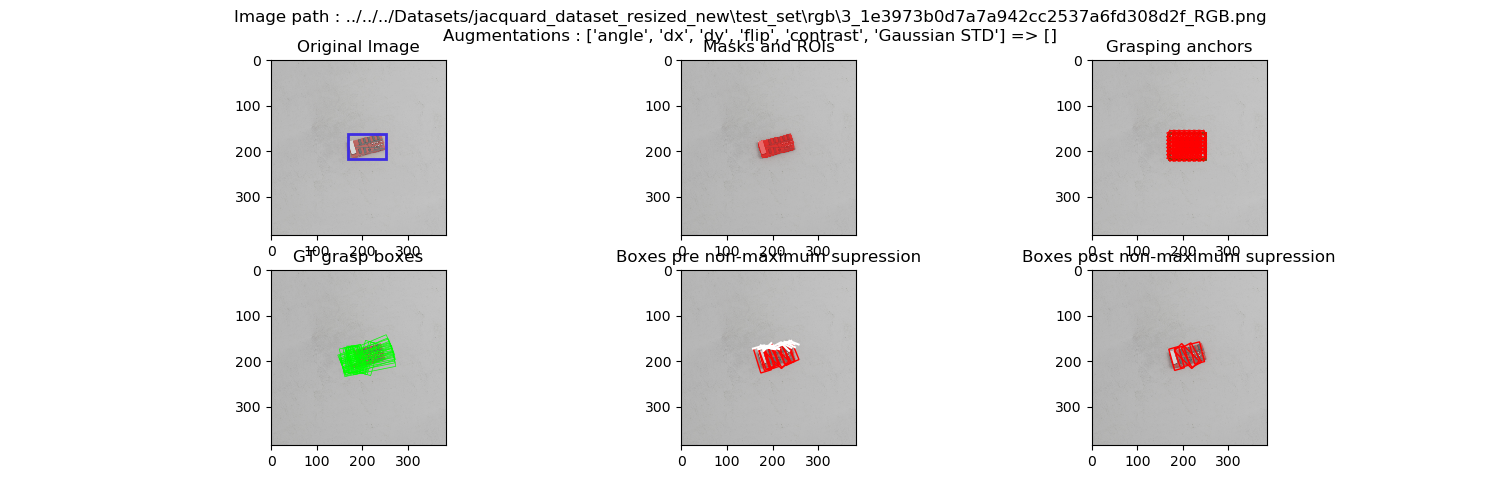 Image path : ../../../Datasets/jacquard_dataset_resized_new\test_set\rgb\3_1e3973b0d7a7a942cc2537a6fd308d2f_RGB.png
Augmentations : ['angle', 'dx', 'dy', 'flip', 'contrast', 'Gaussian STD'] => []
Original Image
Masks and ROIs
Grasping anchors
0
100
200
300
0 100 200 300
0
100
200
300
0 100 200 300
0
100
200
300
0 100 200 300
GT grasp boxes
Boxes pre non-maximum supression
Boxes post non-maximum supression
0
100
200
300
0 100 200 300
0
100
200
300
0 100 200 300
0
100
200
300
0 100 200 300